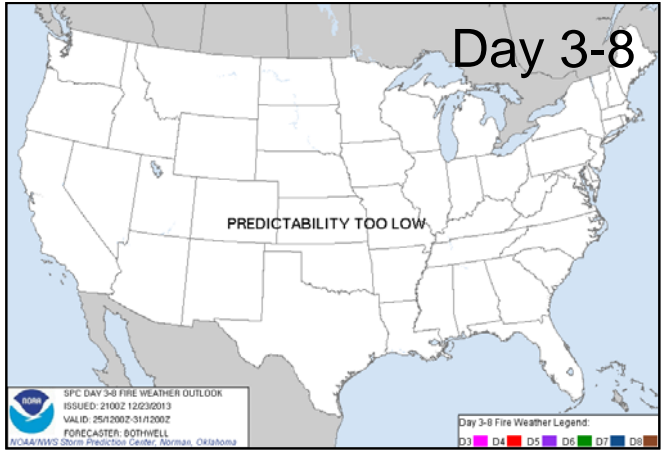 Day 3-8
PREDICTABILITY TOO LOW
NOAA
SPC DAY 3-8 FIRE WEATHER OUTLOOK
ISSUED: 2100Z 12/23/2013
VALID: 25/1200Z-31/1200Z
FORECASTER: BOTHWELL
NOAA/NWS Storm Prediction Center, Norman, Oklahoma
Day 3-8 Fire Weather Legend:
D3 D4 D5 D6 D7 D8